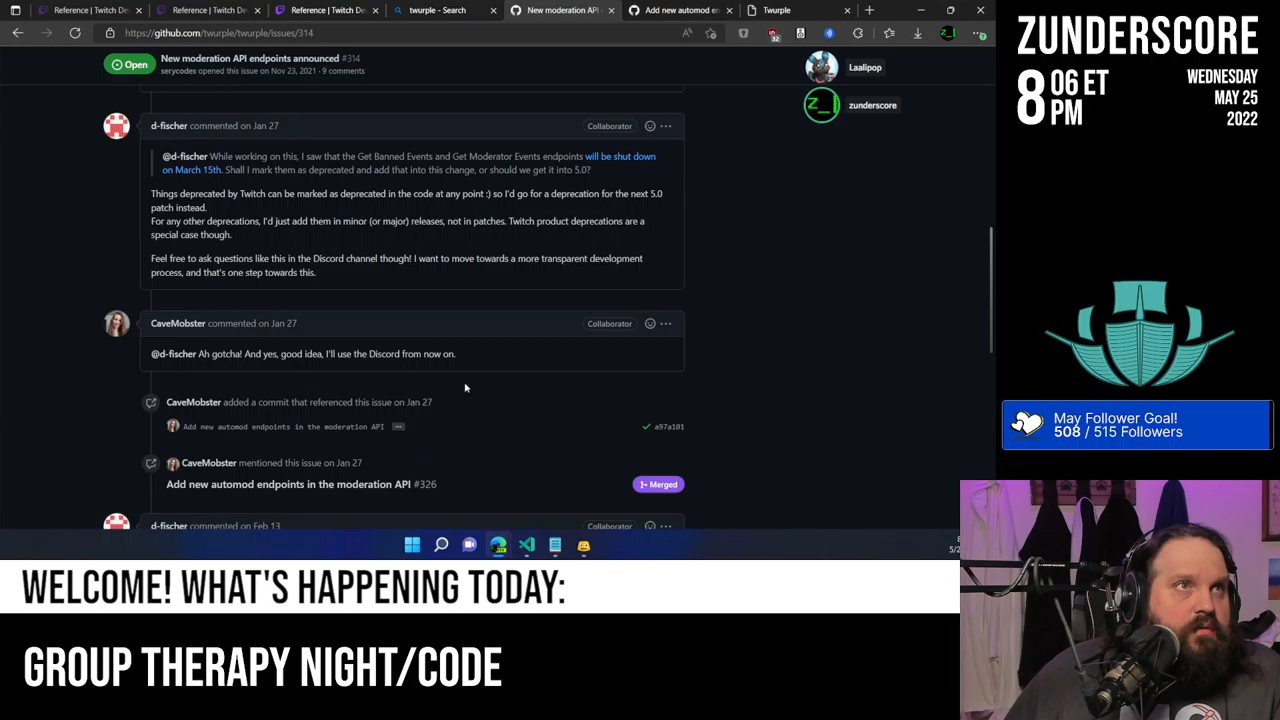 Reference | Twitch De
Reference | Twitch De
Reference | Twitch De
twurple - Search
New moderation API
Add new automod en
Twurple
https://github.com/twurple/twurple/issues/314
32
Open
New moderation API endpoints announced #314
serycodes opened this issue on Nov 23, 2021 · 9 comments
Laalipop
zunderscore
d-fischer commented on Jan 27
Collaborator
@d-fischer While working on this, I saw that the Get Banned Events and Get Moderator Events endpoints will be shut down
on March 15th. Shall I mark them as deprecated and add that into this change, or should we get it into 5.0?
Things deprecated by Twitch can be marked as deprecated in the code at any point :) so I'd go for a deprecation for the next 5.0
patch instead.
For any other deprecations, I'd just add them in minor (or major) releases, not in patches. Twitch product deprecations are a
special case though.
Feel free to ask questions like this in the Discord channel though! I want to move towards a more transparent development
process, and that's one step towards this.
CaveMobster commented on Jan 27
Collaborator
@d-fischer Ah gotcha! And yes, good idea, I'll use the Discord from now on.
CaveMobster added a commit that referenced this issue on Jan 27
Add new automod endpoints in the moderation API
a97a101
CaveMobster mentioned this issue on Jan 27
Add new automod endpoints in the moderation API #326
Merged
d-fischer commented on Feb 13
Collaborator
WELCOME! WHAT'S HAPPENING TODAY:
GROUP THERAPY NIGHT/CODE
ZUNDERSCORE
8 06 ET
PM
WEDNESDAY
MAY 25
2022
May Follower Goal!
508 / 515 Followers